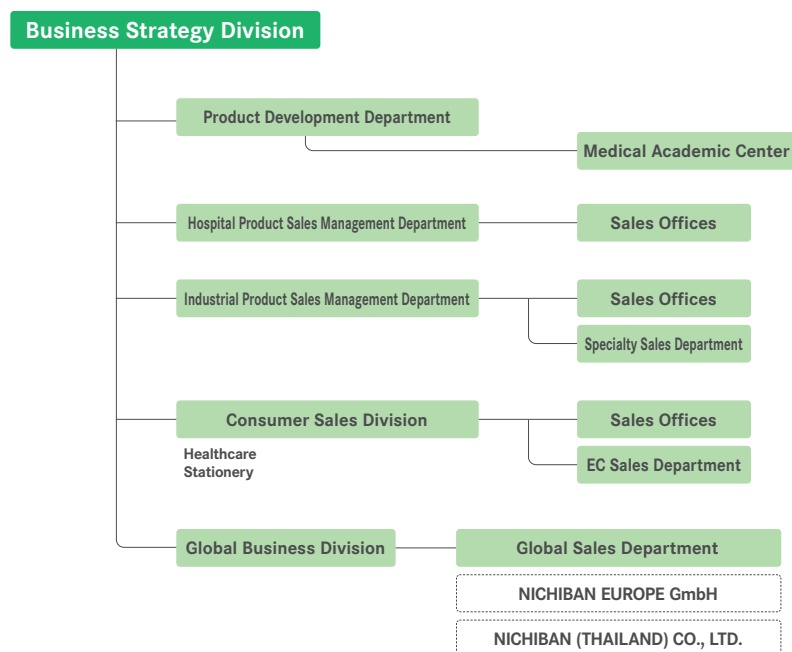 Business Strategy Division
Product Development Department
Medical Academic Center
Hospital Product Sales Management Department
Sales Offices
Industrial Product Sales Management Department
Sales Offices
Specialty Sales Department
Consumer Sales Division
Sales Offices
Healthcare
Stationery
EC Sales Department
Global Business Division
Global Sales Department
NICHIBAN EUROPE GmbH
NICHIBAN (THAILAND) CO., LTD.